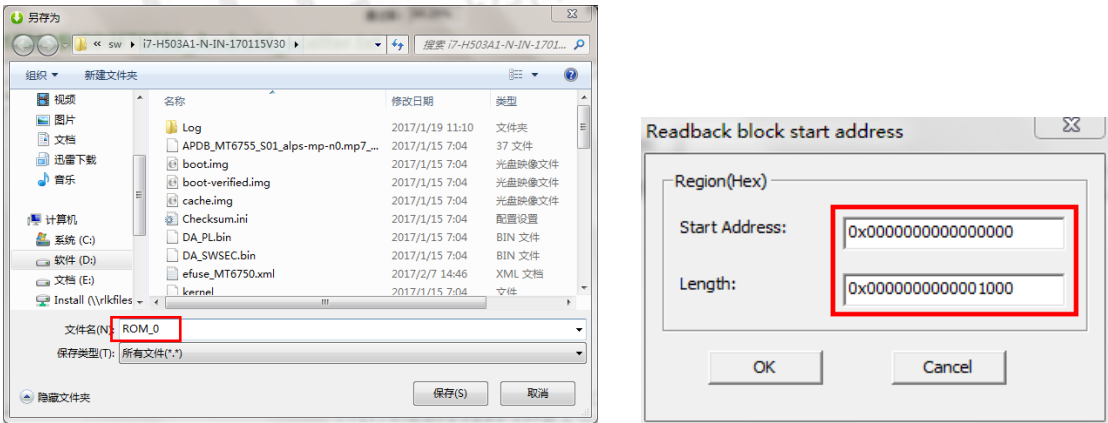 另存为
« sw ▸ i7-H503A1-N-IN-170115V30 ▸
搜索 i7-H503A1-N-IN-1701...
组织 新建文件夹
视频
图片
文档
迅雷下载
音乐
计算机
系统 (C:)
软件 (D:)
文档 (E:)
Install (\\rlkfiles
名称 修改日期 类型
Log 2017/1/19 11:10 文件夹
APDB_MT6755_S01_alps-mp-n0.mp7_... 2017/1/15 7:04 37 文件
boot.img 2017/1/15 7:04 光盘映像文件
boot-verified.img 2017/1/15 7:04 光盘映像文件
cache.img 2017/1/15 7:04 光盘映像文件
Checksum.ini 2017/1/15 7:04 配置设置
DA_PL.bin 2017/1/15 7:04 BIN 文件
DA_SWSEC.bin 2017/1/15 7:04 BIN 文件
efuse_MT6750.xml 2017/2/7 14:46 XML 文档
kernel 2017/1/15 7:04 文件
文件名(N): ROM_0
保存类型(T): 所有文件(*.*)
隐藏文件夹
保存(S) 取消
Readback block start address
Region(Hex)
Start Address: 0x0000000000000000
Length: 0x0000000000001000
OK Cancel